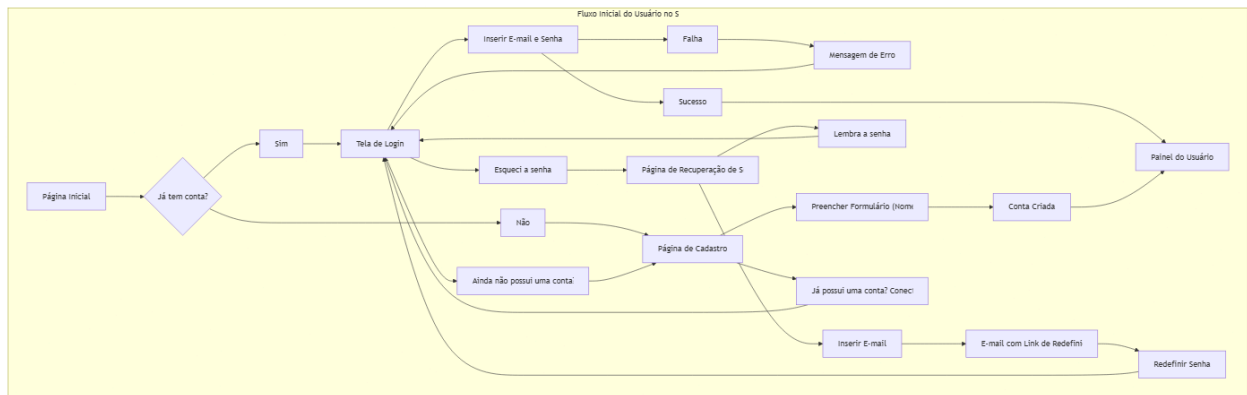 Fluxo Inicial do Usuário no S
Inserir E-mail e Senha
Falha
Mensagem de Erro
Sucesso
Sim
Tela de Login
Lembra a senha
Painel do Usuário
Esqueci a senha
Página de Recuperação de S
Página Inicial
Já tem conta?
Preencher Formulário (Nome
Conta Criada
Não
Página de Cadastro
Ainda não possui uma conta
Já possui uma conta? Conect
Inserir E-mail
E-mail com Link de Redefini
Redefinir Senha